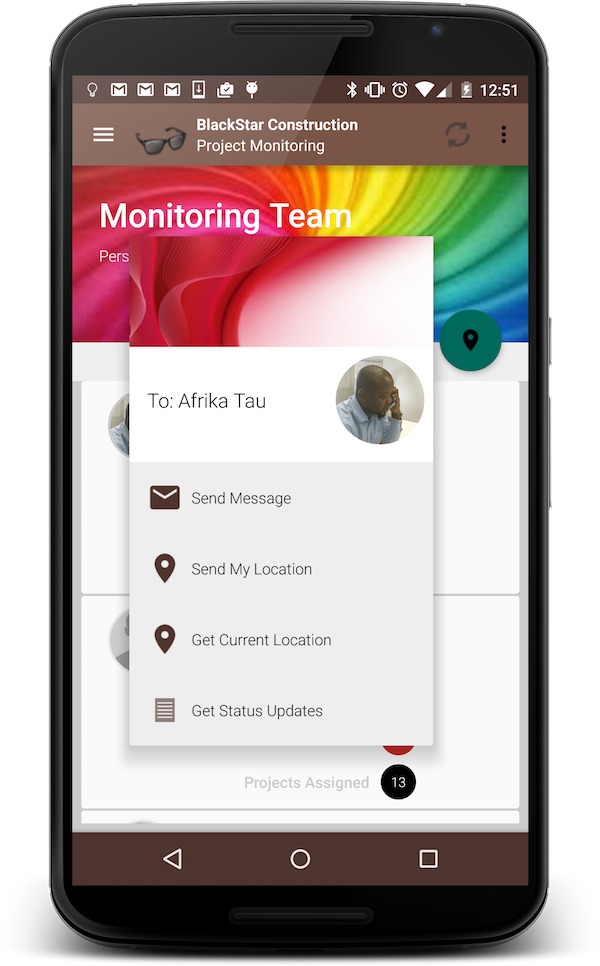 12:51
BlackStar Construction
Project Monitoring
Monitoring Team
Pers
To: Afrika Tau
Send Message
Send My Location
Get Current Location
Get Status Updates
Projects Assigned 13